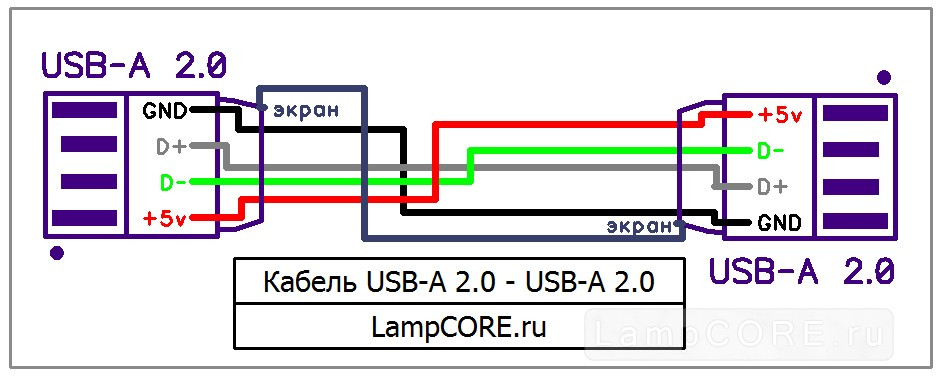 USB-A 2.0
GND
экран
D+
D-
+5v
+5v
D-
D+
GND
экран
USB-A 2.0
Кабель USB-A 2.0 - USB-A 2.0
LampCORE.ru
LampCORE.ru